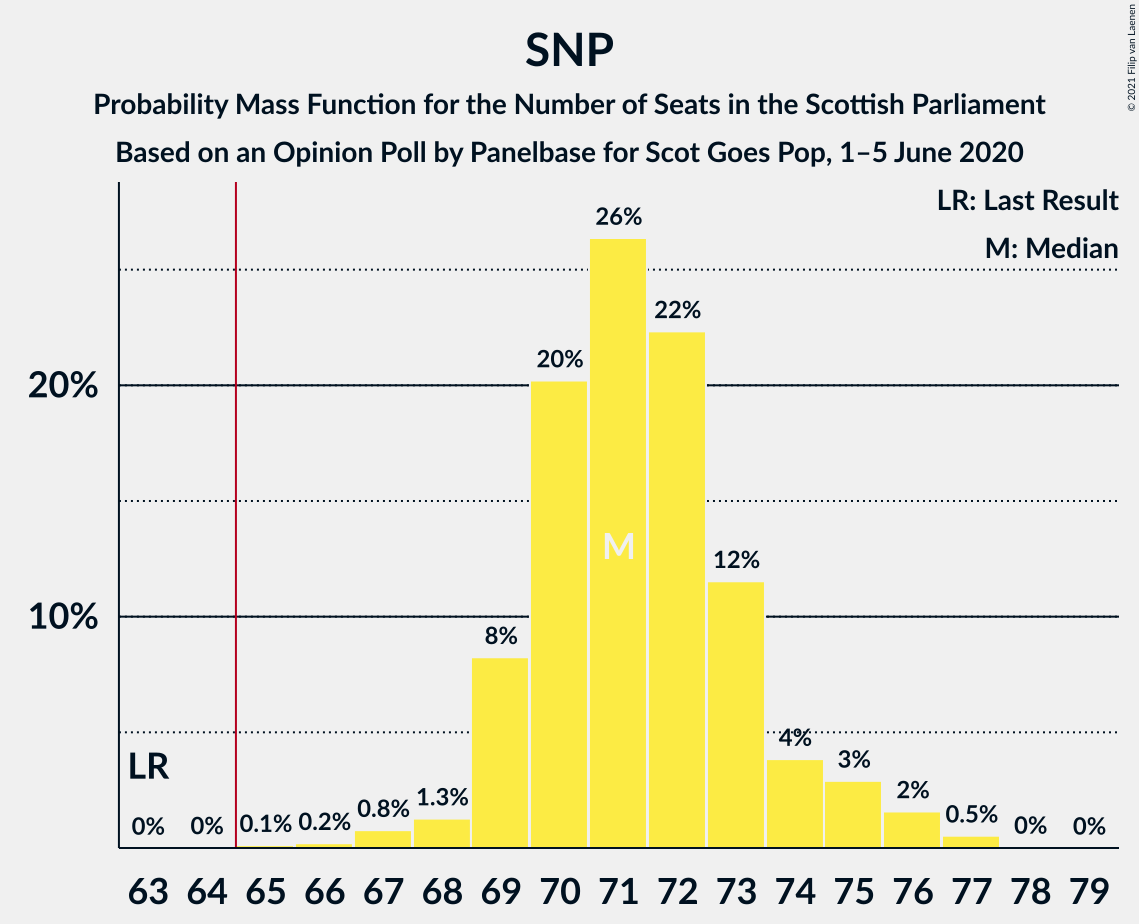 SNP
Probability Mass Function for the Number of Seats in the Scottish Parliament
Based on an Opinion Poll by Panelbase for Scot Goes Pop, 1–5 June 2020
© 2021 Filip van Laenen
LR: Last Result
M: Median
26%
22%
20%
20%
12%
M
10%
8%
4%
3%
2%
1.3%
0.8%
0.5%
LR
0%
0%
0.1%
0.2%
0%
0%
63 64 65 66 67 68 69 70 71 72 73 74 75 76 77 78 79